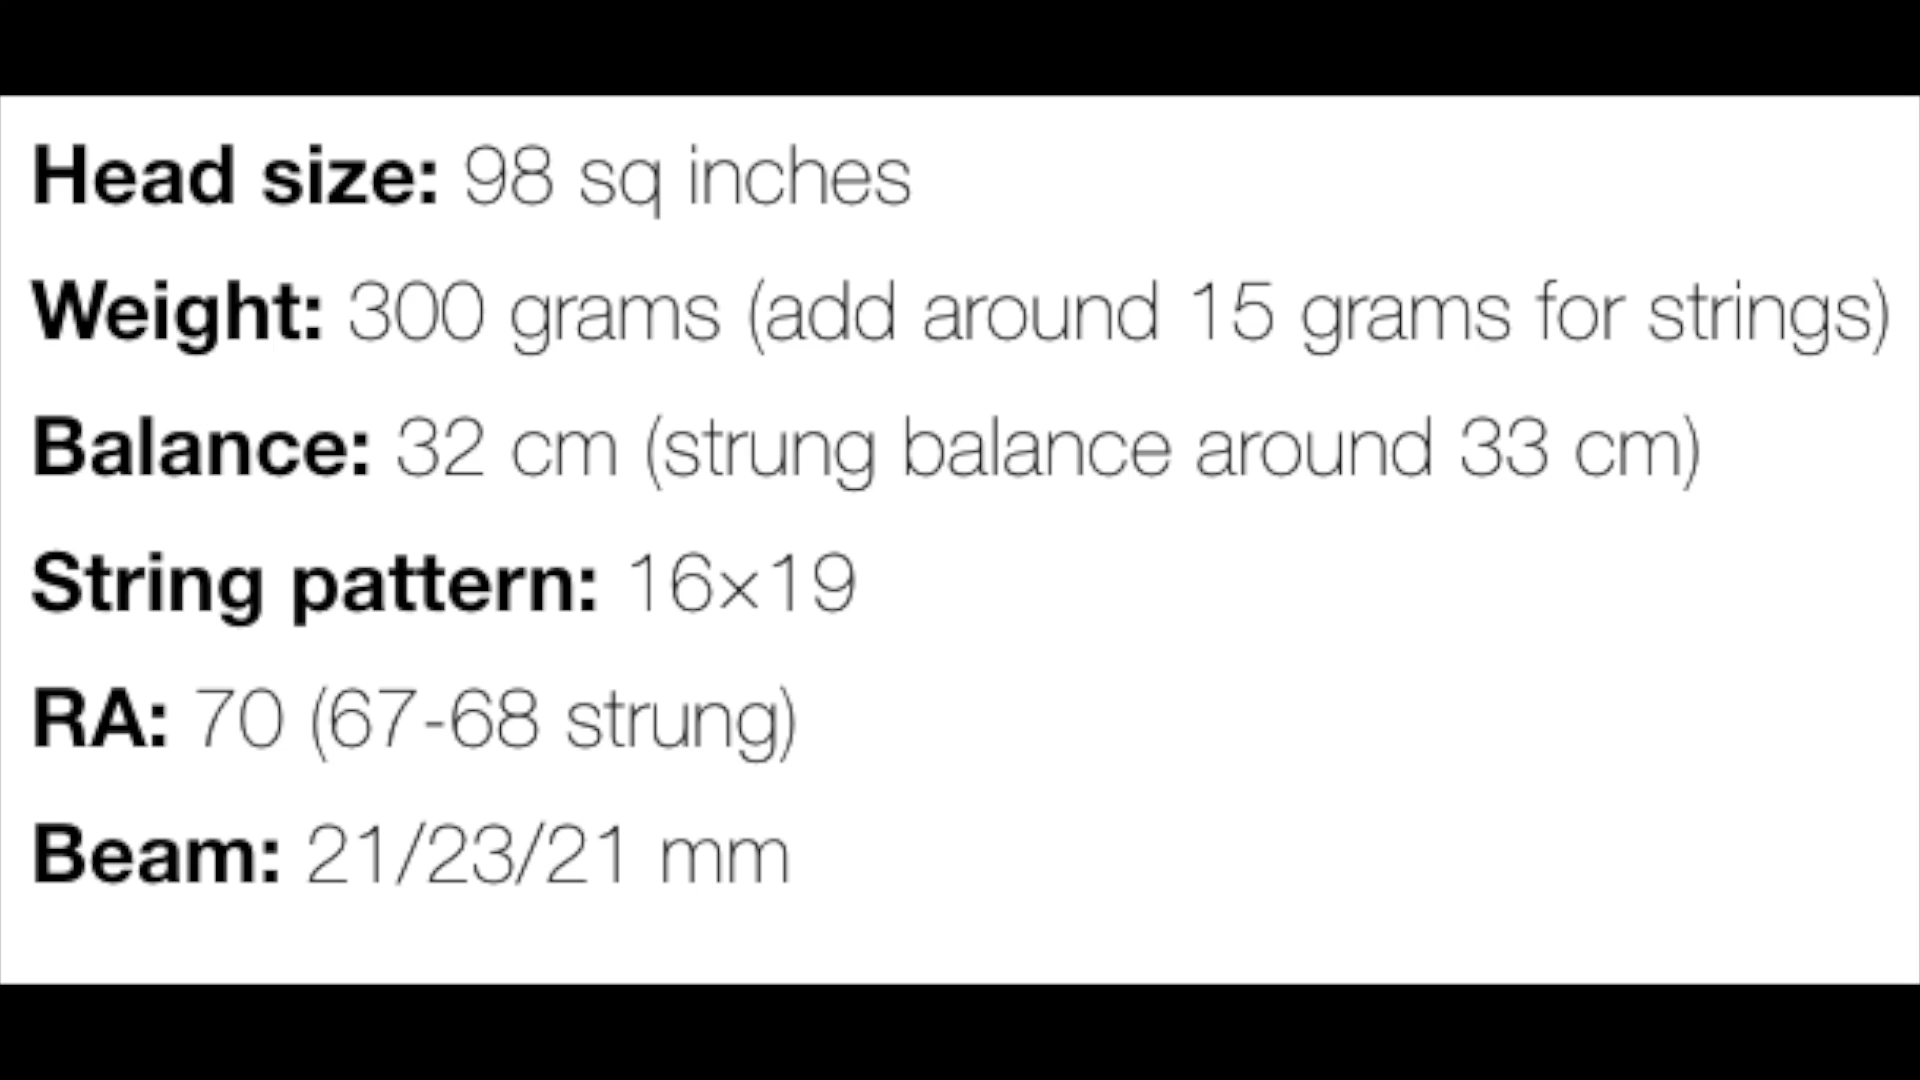 Head size: 98 sq inches
Weight: 300 grams (add around 15 grams for strings)
Balance: 32 cm (strung balance around 33 cm)
String pattern: 16×19
RA: 70 (67-68 strung)
Beam: 21/23/21 mm